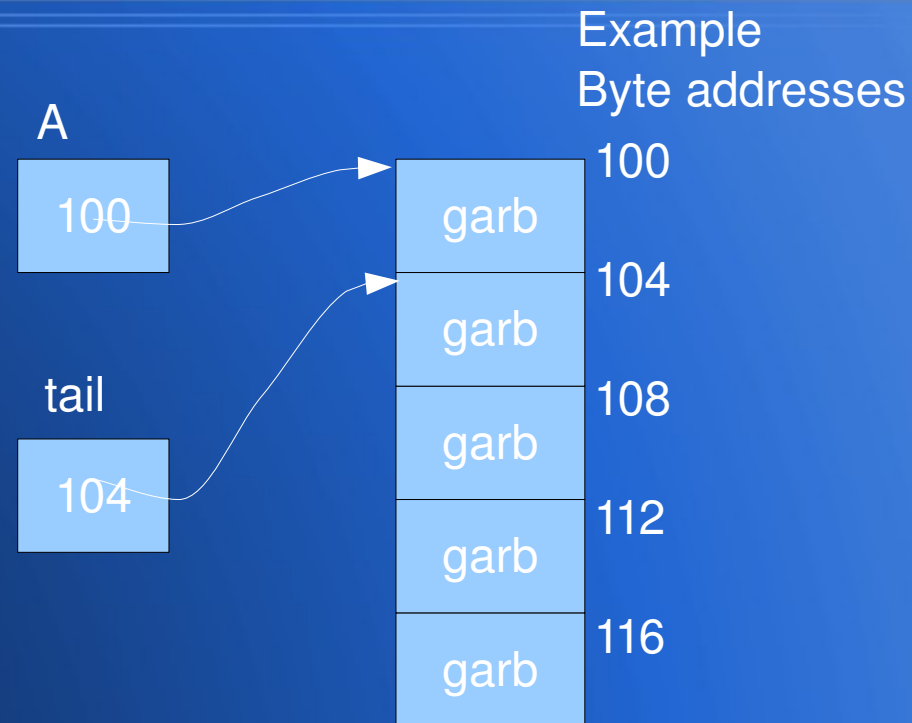 Example
Byte addresses
A
100
100
garb
104
garb
tail
108
104
garb
112
garb
116
garb